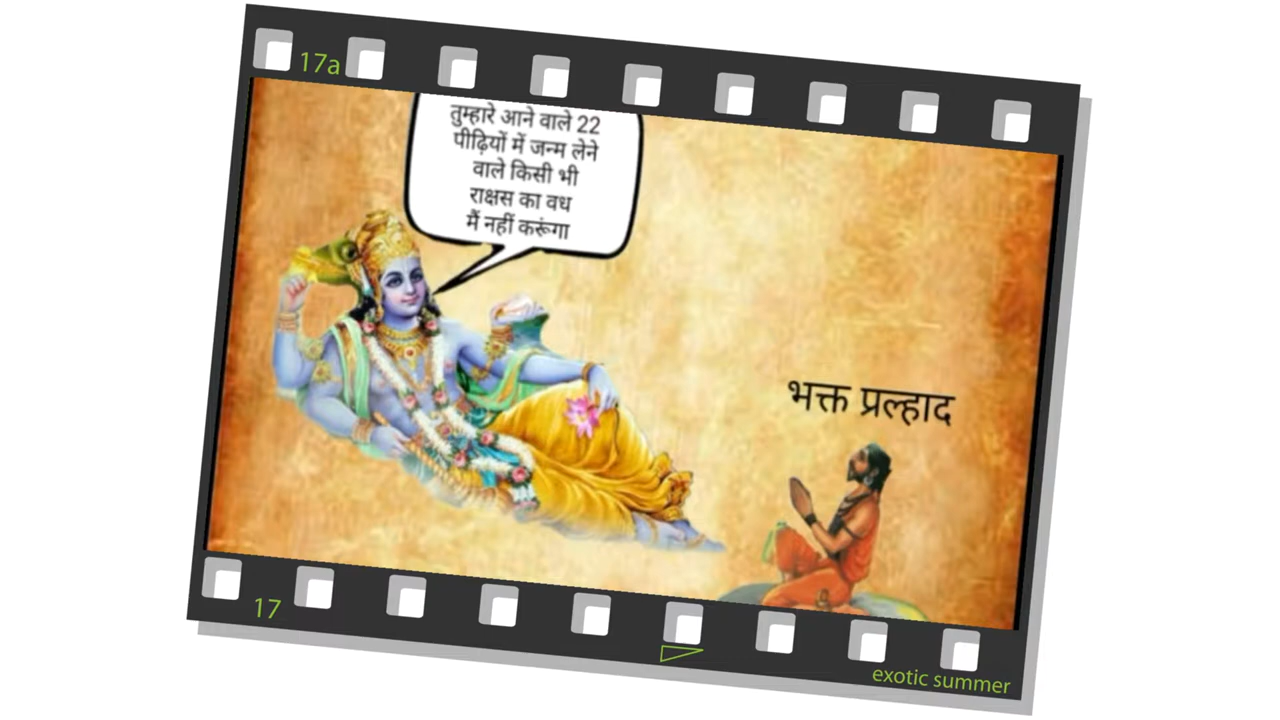 17a
तुम्हारे आने वाले 22
पीढ़ियों में जन्म लेने
वाले किसी भी
राक्षस का वध
मैं नहीं करूंगा
भक्त प्रल्हाद
17
exotic summer